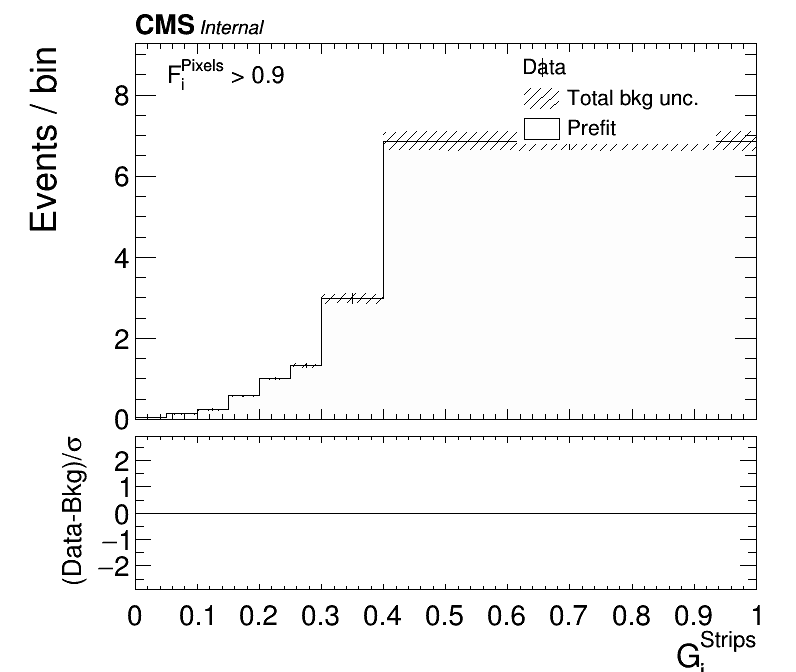 CMS Internal
F_i^Pixels > 0.9
Data
Total bkg unc.
Prefit
Events / bin
8
6
4
2
0
(Data-Bkg)/σ
2
1
0
−1
−2
0 0.1 0.2 0.3 0.4 0.5 0.6 0.7 0.8 0.9 1
G_i^Strips